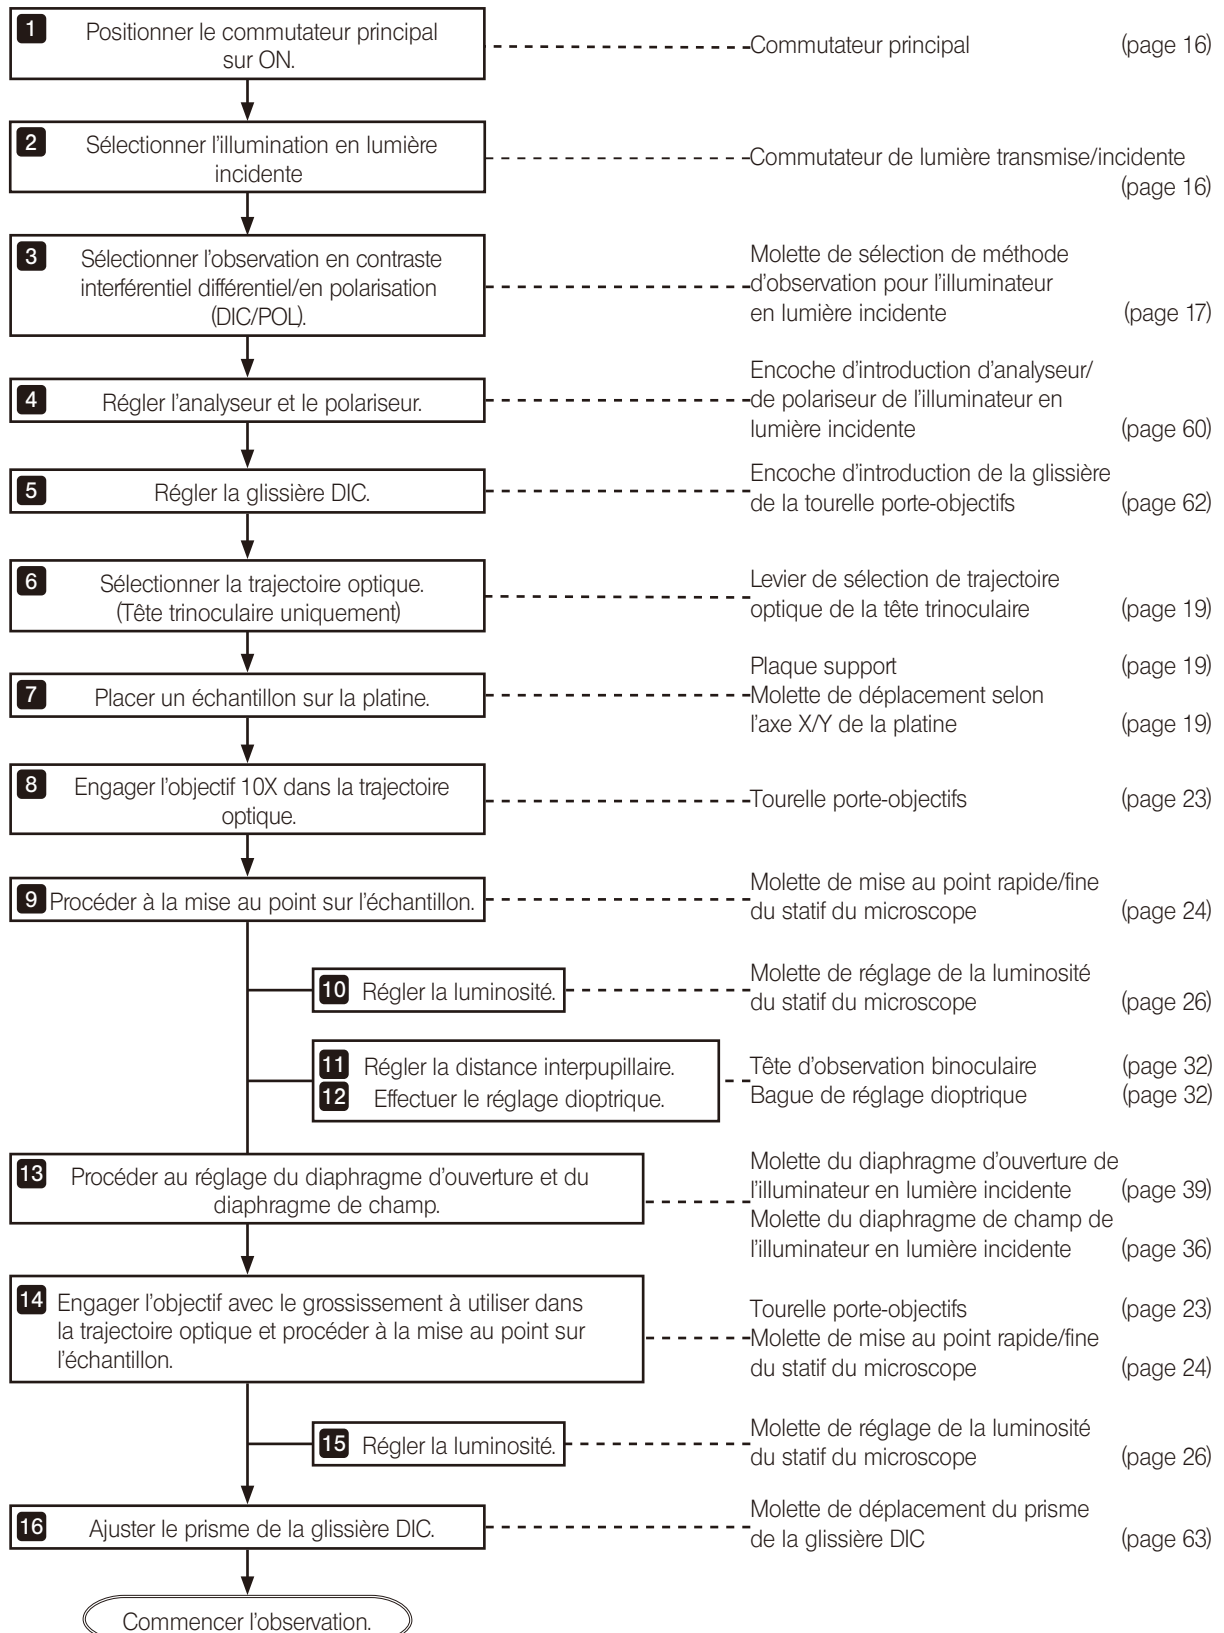 1 Positionner le commutateur principal
sur ON.
Commutateur principal (page 16)
2 Sélectionner l'illumination en lumière
incidente
Commutateur de lumière transmise/incidente
(page 16)
3 Sélectionner l'observation en contraste
interférentiel différentiel/en polarisation
(DIC/POL).
Molette de sélection de méthode
d'observation pour l'illuminateur
en lumière incidente (page 17)
4 Régler l'analyseur et le polariseur.
Encoche d'introduction d'analyseur/
de polariseur de l'illuminateur en
lumière incidente (page 60)
5 Régler la glissière DIC.
Encoche d'introduction de la glissière
de la tourelle porte-objectifs (page 62)
6 Sélectionner la trajectoire optique.
(Tête trinoculaire uniquement)
Levier de sélection de trajectoire
optique de la tête trinoculaire (page 19)
7 Placer un échantillon sur la platine.
Plaque support (page 19)
Molette de déplacement selon
l'axe X/Y de la platine (page 19)
8 Engager l'objectif 10X dans la trajectoire
optique.
Tourelle porte-objectifs (page 23)
9 Procéder à la mise au point sur l'échantillon.
Molette de mise au point rapide/fine
du statif du microscope (page 24)
10 Régler la luminosité.
Molette de réglage de la luminosité
du statif du microscope (page 26)
11 Régler la distance interpupillaire.
12 Effectuer le réglage dioptrique.
Tête d'observation binoculaire (page 32)
Bague de réglage dioptrique (page 32)
13 Procéder au réglage du diaphragme d'ouverture et du
diaphragme de champ.
Molette du diaphragme d'ouverture de
l'illuminateur en lumière incidente (page 39)
Molette du diaphragme de champ de
l'illuminateur en lumière incidente (page 36)
14 Engager l'objectif avec le grossissement à utiliser dans
la trajectoire optique et procéder à la mise au point sur
l'échantillon.
Tourelle porte-objectifs (page 23)
Molette de mise au point rapide/fine
du statif du microscope (page 24)
15 Régler la luminosité.
Molette de réglage de la luminosité
du statif du microscope (page 26)
16 Ajuster le prisme de la glissière DIC.
Molette de déplacement du prisme
de la glissière DIC (page 63)
Commencer l'observation.